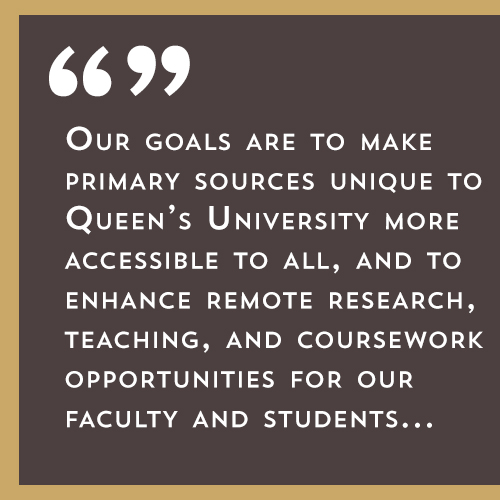 “ ”
Our goals are to make
primary sources unique to
Queen’s University more
accessible to all, and to
enhance remote research,
teaching, and coursework
opportunities for our
faculty and students...